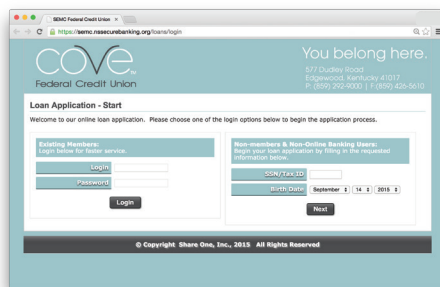 SEMC Federal Credit Union
https://semc.nssecurebanking.org/loans/login
cove
Federal Credit Union
You belong here.
577 Dudley Road
Edgewood, Kentucky 41017
P: (859) 292-9000 | F:(859) 426-5610
Loan Application - Start
Welcome to our online loan application. Please choose one of the login options below to begin the application process.
Existing Members:
Login below for faster service.
Login
Password
Login
Non-members & Non-Online Banking Users:
Begin your loan application by filling in the requested
information below.
SSN/Tax ID
Birth Date September 14 2015
Next
© Copyright Share One, Inc., 2015 All Rights Reserved